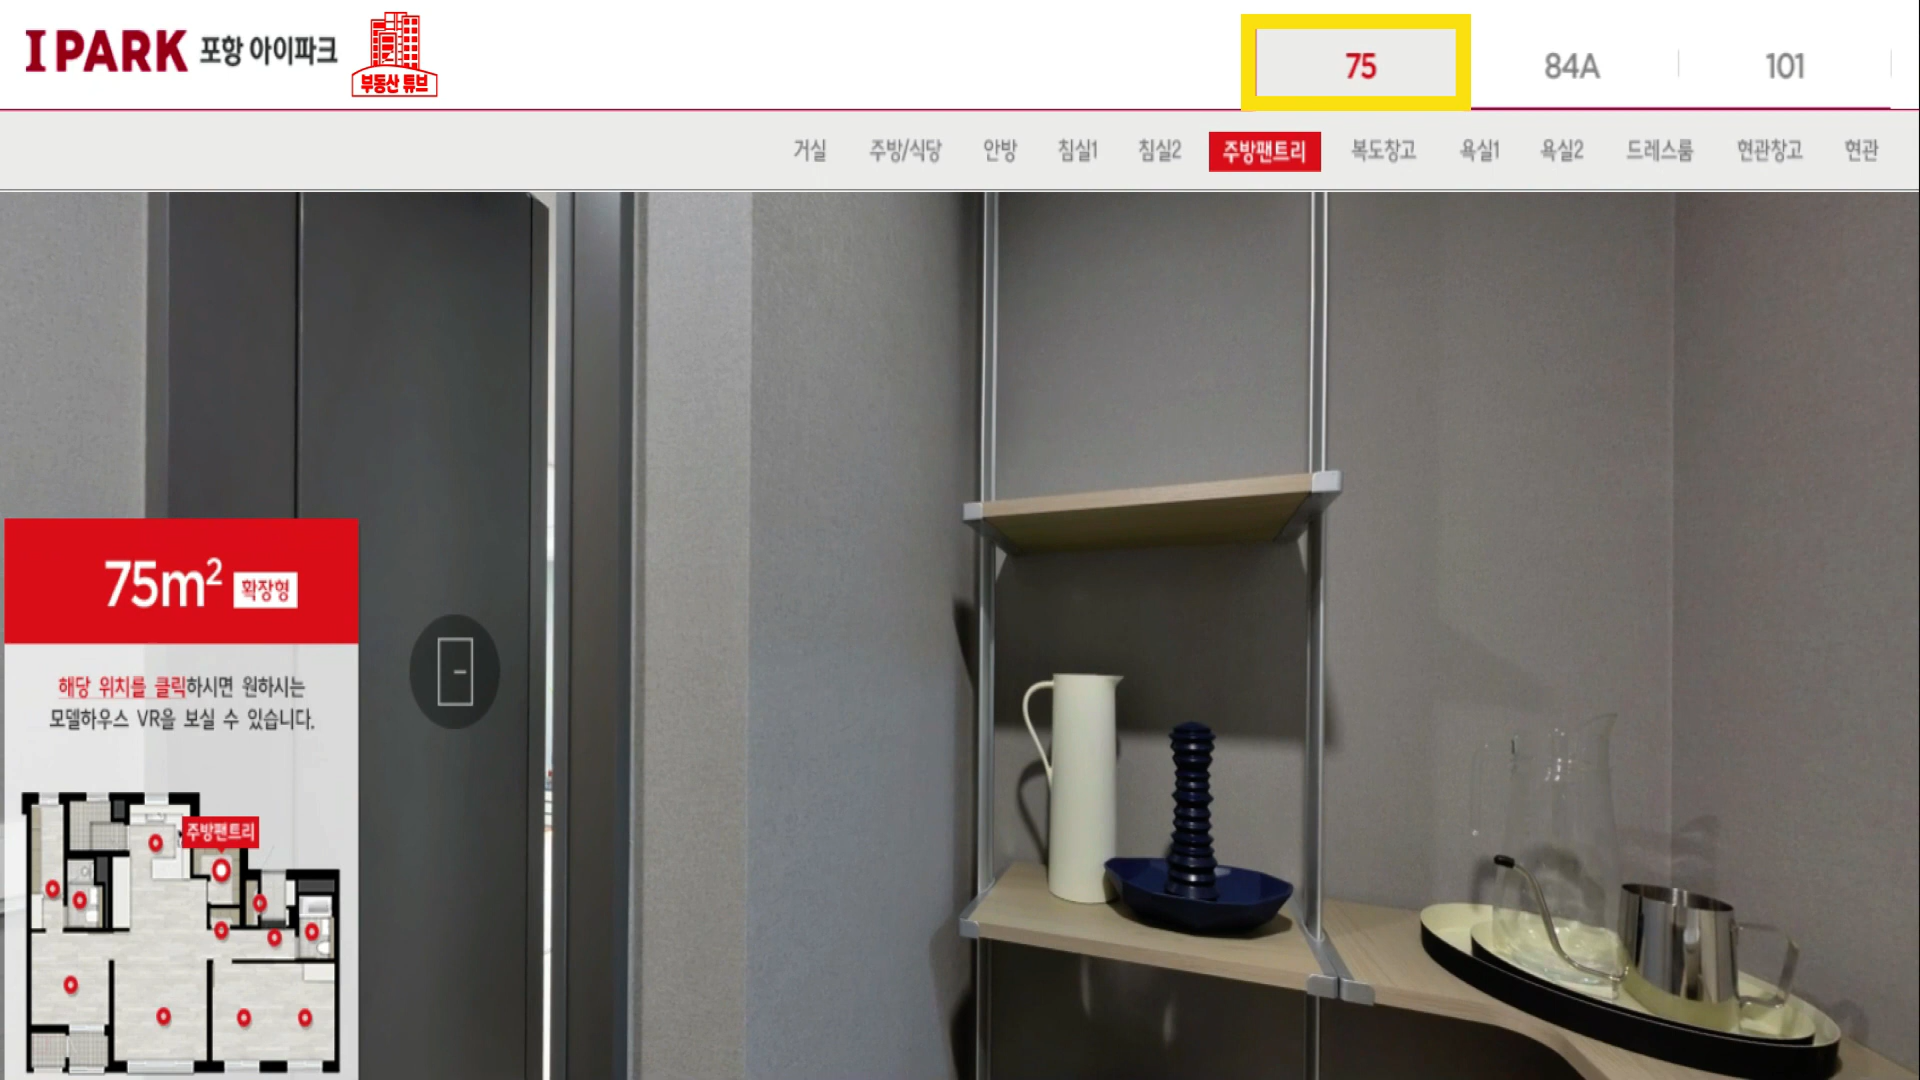 I PARK 포항 아이파크
부동산 튜브
75 84A 101
거실 주방/식당 안방 침실1 침실2 주방팬트리 복도창고 욕실1 욕실2 드레스룸 현관창고 현관
75m² 확장형
해당 위치를 클릭하시면 원하시는
모델하우스 VR을 보실 수 있습니다.
주방팬트리